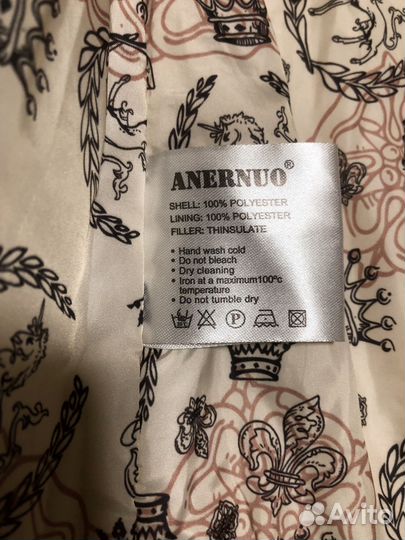 ANERNUO®
SHELL: 100% POLYESTER
LINING: 100% POLYESTER
FILLER: THINSULATE
• Hand wash cold
• Do not bleach
• Dry cleaning
• Iron at a maximum100°c
temperature
• Do not tumble dry
P
Avito